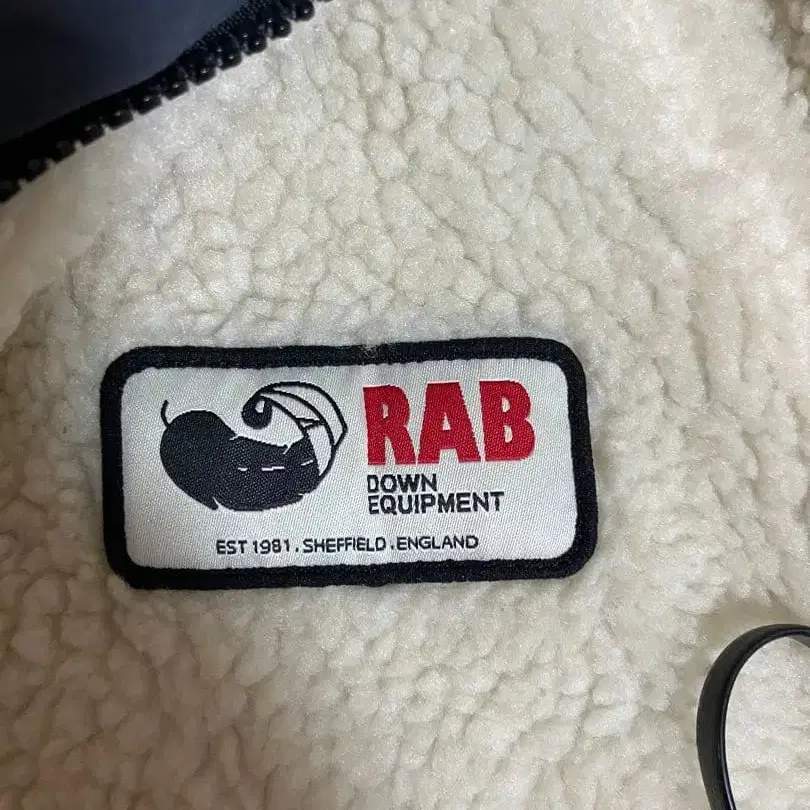 RAB
DOWN
EQUIPMENT
EST 1981.SHEFFIELD.ENGLAND